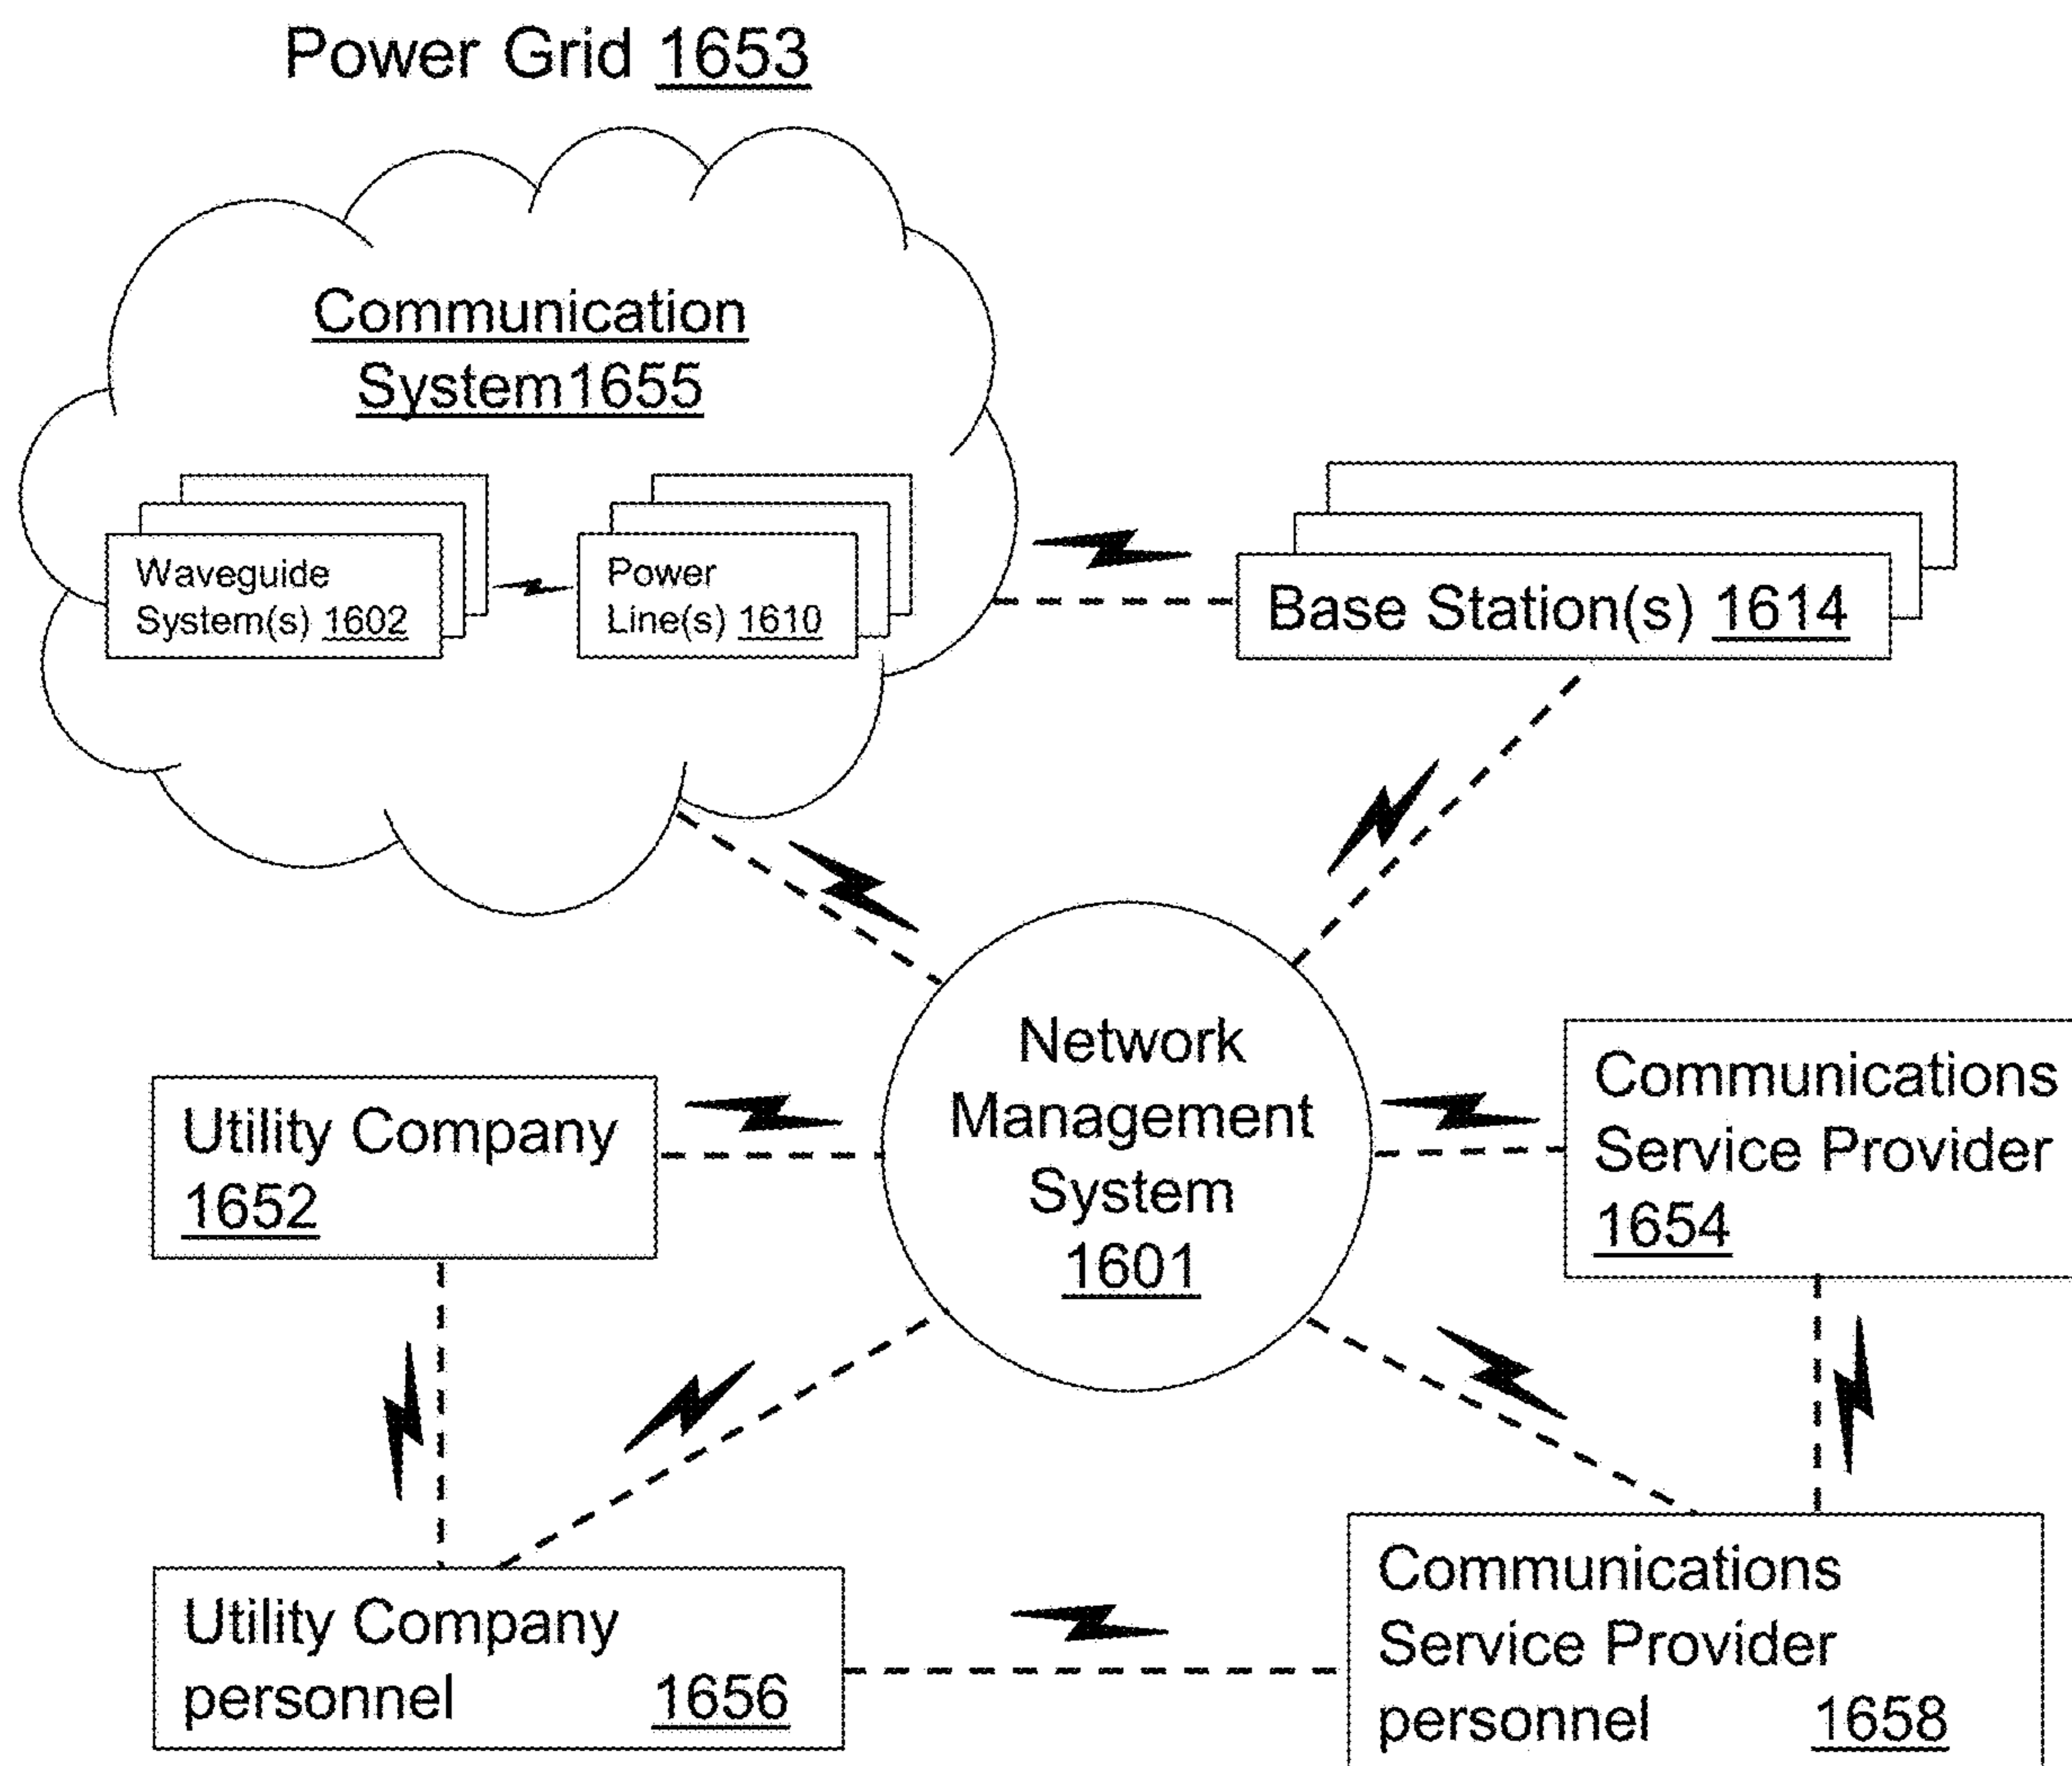 Power Grid 1653
Communication
System1655
Waveguide
System(s) 1602
Power
Line(s) 1610
Base Station(s) 1614
Network
Management
System
1601
Utility Company
1652
Communications
Service Provider
1654
Utility Company
personnel 1656
Communications
Service Provider
personnel 1658